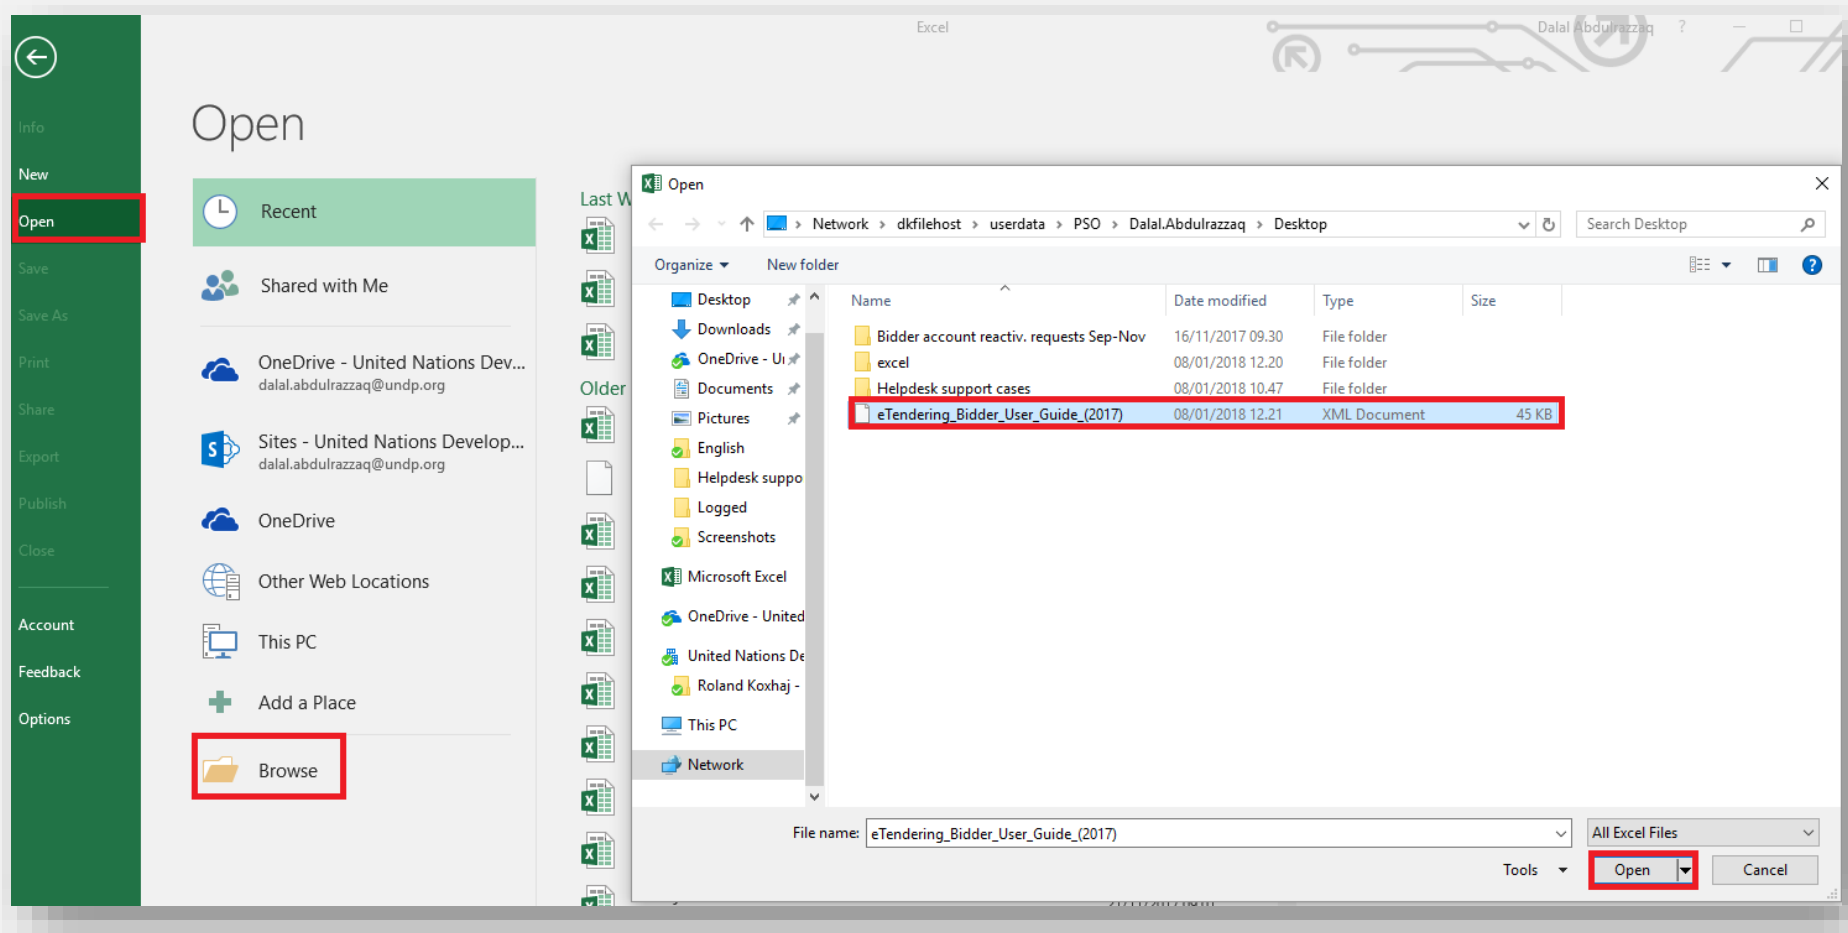 Excel
Dalal Abdulrazzaq ?
Info
New
Open
Save
Save As
Print
Share
Export
Publish
Close
Account
Feedback
Options
Open
Recent
Shared with Me
OneDrive - United Nations Dev...
dalal.abdulrazzaq@undp.org
Sites - United Nations Develop...
dalal.abdulrazzaq@undp.org
OneDrive
Other Web Locations
This PC
Add a Place
Browse
Last W
Older
Open
Network > dkfilehost > userdata > PSO > Dalal.Abdulrazzaq > Desktop
Search Desktop
Organize
New folder
?
Desktop
Downloads
OneDrive - Un
Documents
Pictures
English
Helpdesk suppo
Logged
Screenshots
Microsoft Excel
OneDrive - United
United Nations De
Roland Koxhaj -
This PC
Network
Name Date modified Type Size
Bidder account reactiv. requests Sep-Nov 16/11/2017 09.30 File folder
excel 08/01/2018 12.20 File folder
Helpdesk support cases 08/01/2018 10.47 File folder
eTendering_Bidder_User_Guide_(2017) 08/01/2018 12.21 XML Document 45 KB
File name: eTendering_Bidder_User_Guide_(2017)
All Excel Files
Tools
Open
Cancel